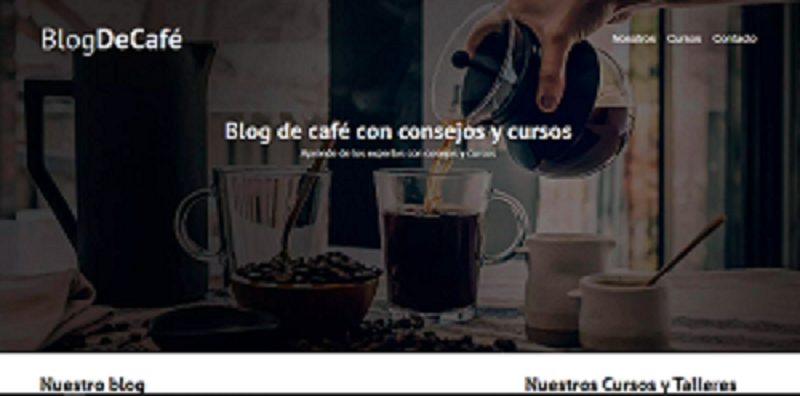 BlogDeCafé
Nosotros Cursos Contacto
Blog de café con consejos y cursos
Aprende de los expertos con consejos y cursos
Nuestro blog
Nuestros Cursos y Talleres